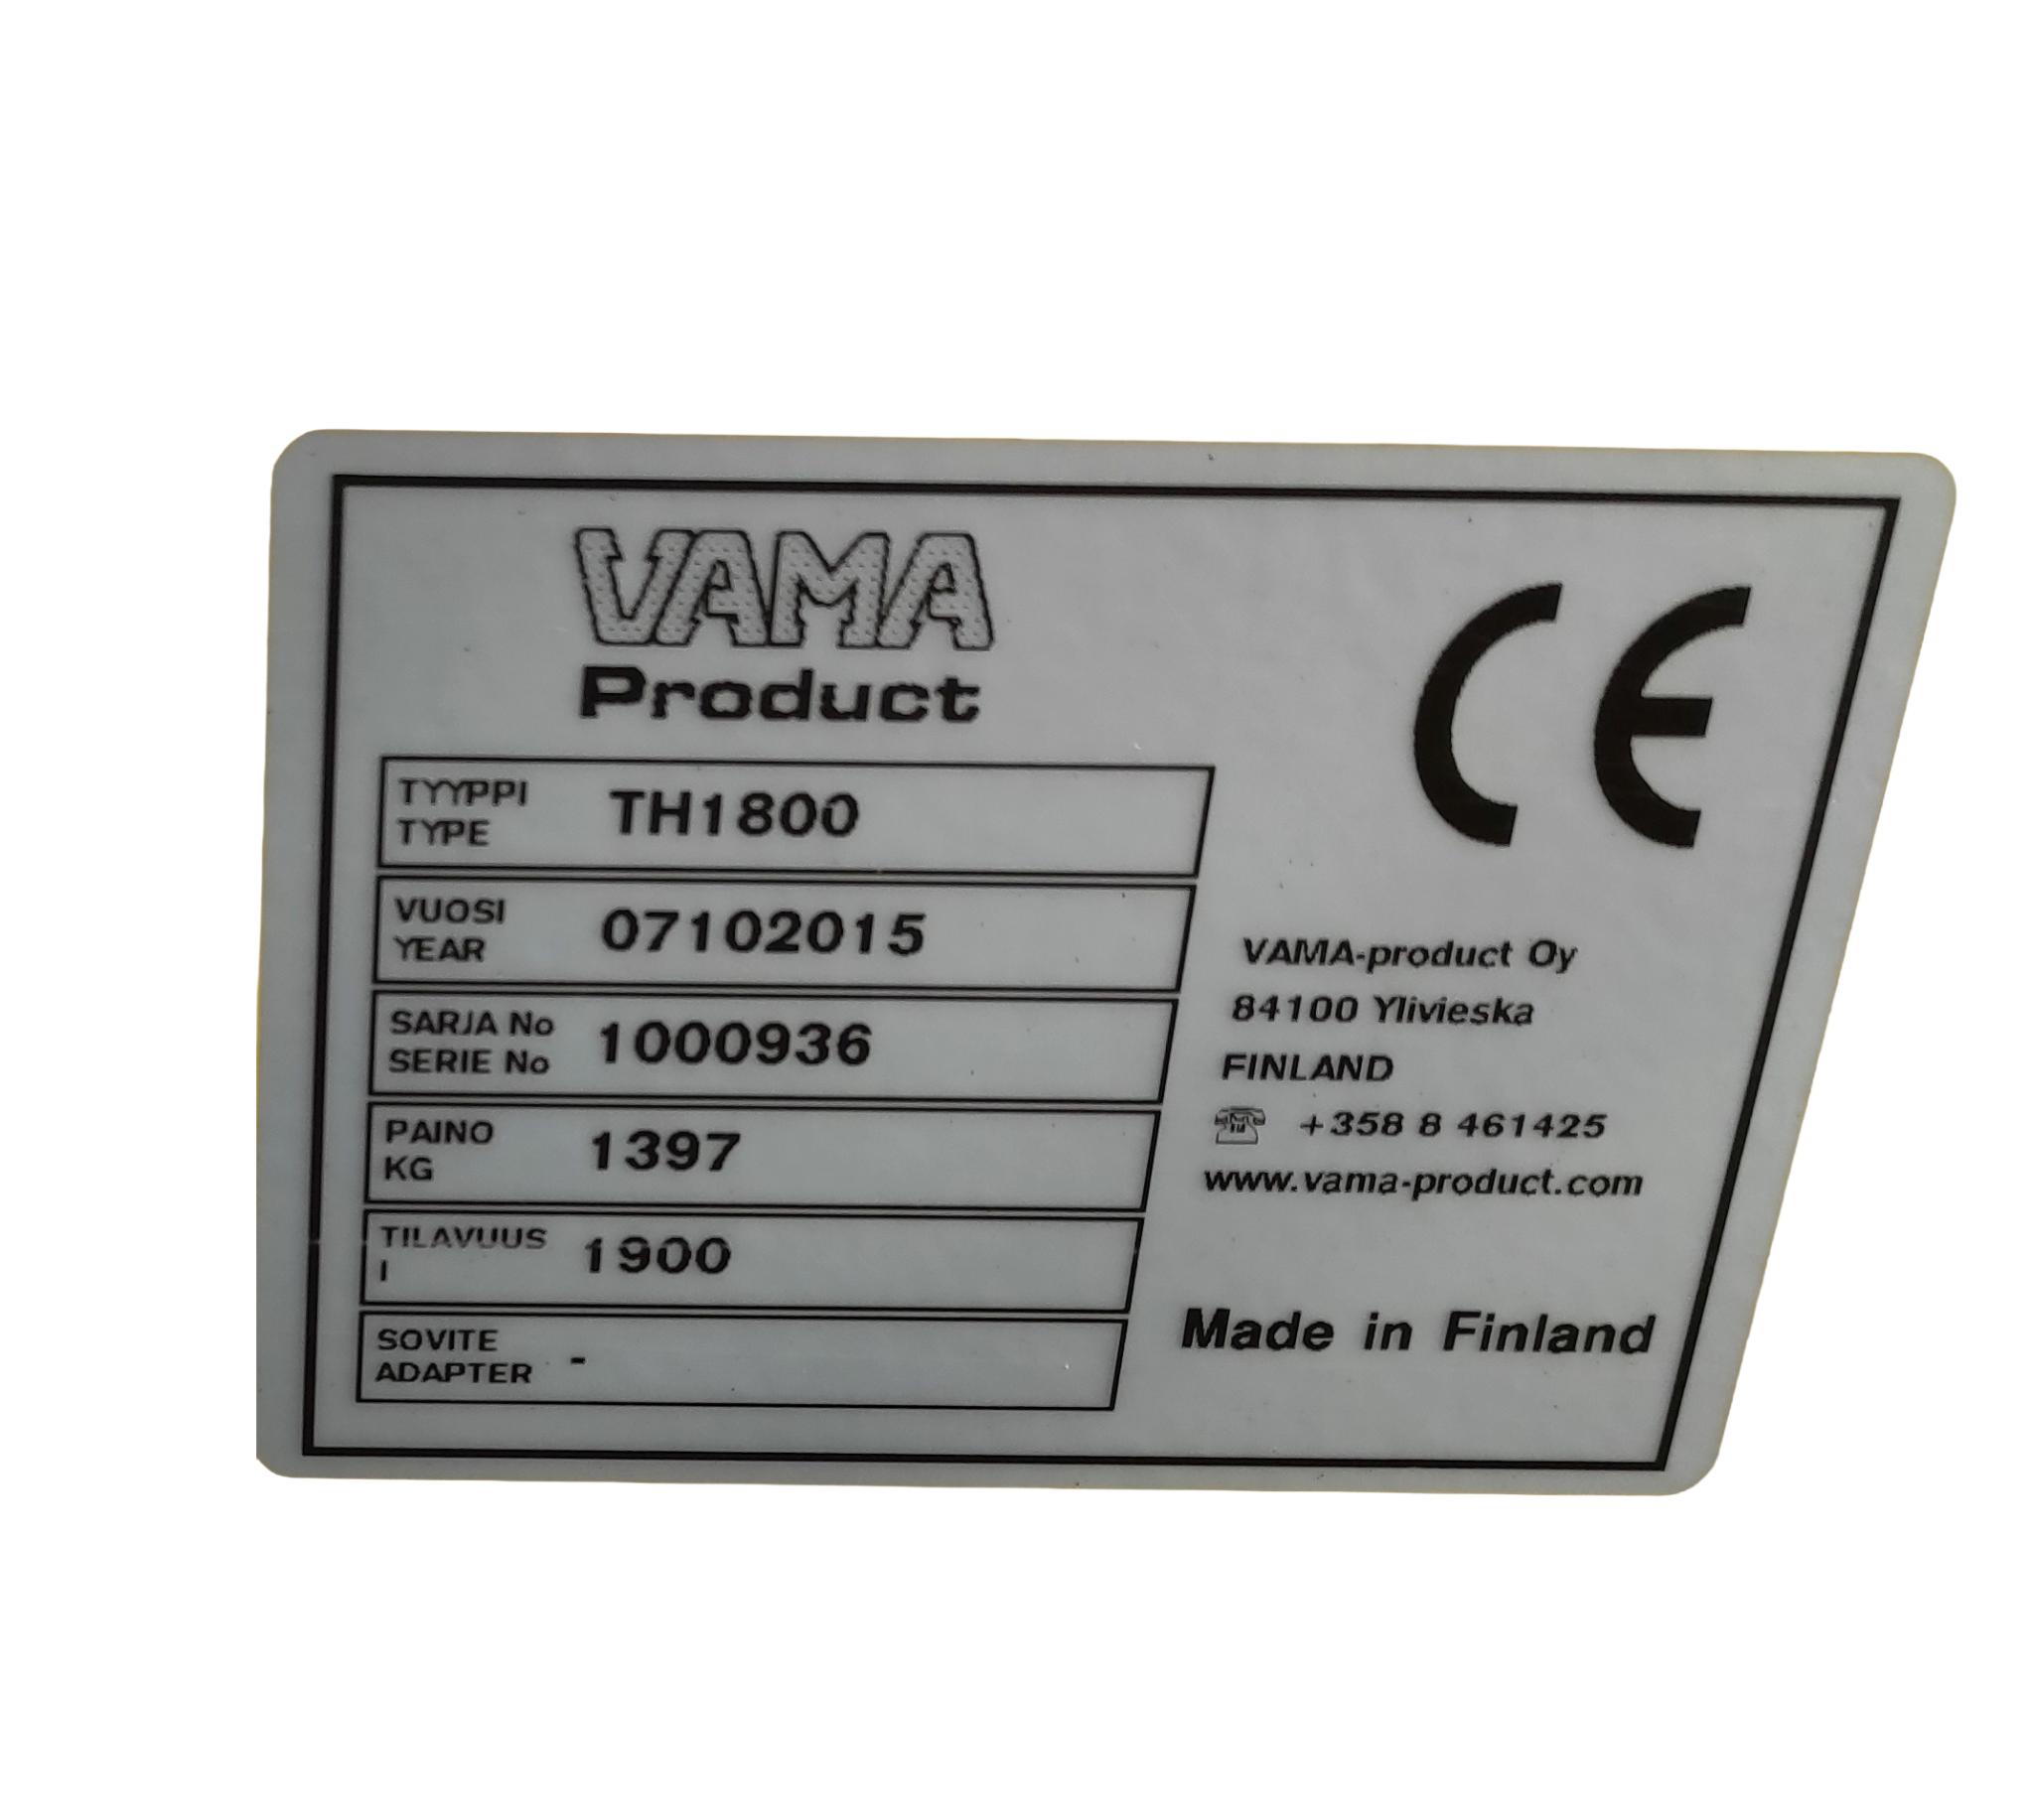 VAMA
Product
CE
TYYPPI
TYPE
TH1800
VUOSI
YEAR
07102015
SARJA No
SERIE No
1000936
PAINO
KG
1397
TILAVUUS
l
1900
SOVITE
ADAPTER
-
VAMA-product Oy
84100 Ylivieska
FINLAND
☎ +358 8 461425
www.vama-product.com
Made in Finland